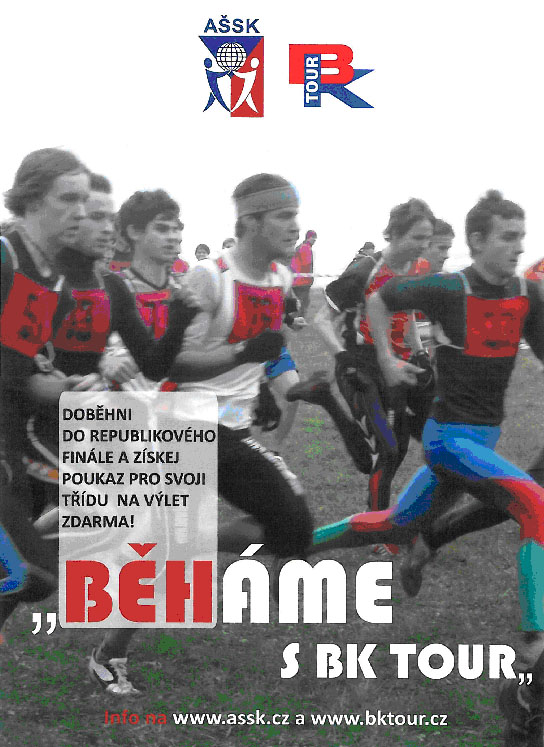 AŠSK
BK TOUR
DOBĚHNI
DO REPUBLIKOVÉHO
FINÁLE A ZÍSKEJ
POUKAZ PRO SVOJI
TŘÍDU NA VÝLET
ZDARMA!
„BĚHÁME
S BK TOUR„
info na www.assk.cz a www.bktour.cz